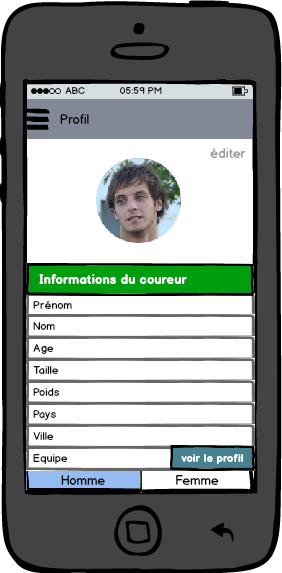 ABC 05:59 PM
Profil
éditer
Informations du coureur
Prénom
Nom
Age
Taille
Poids
Pays
Ville
Equipe voir le profil
Homme Femme